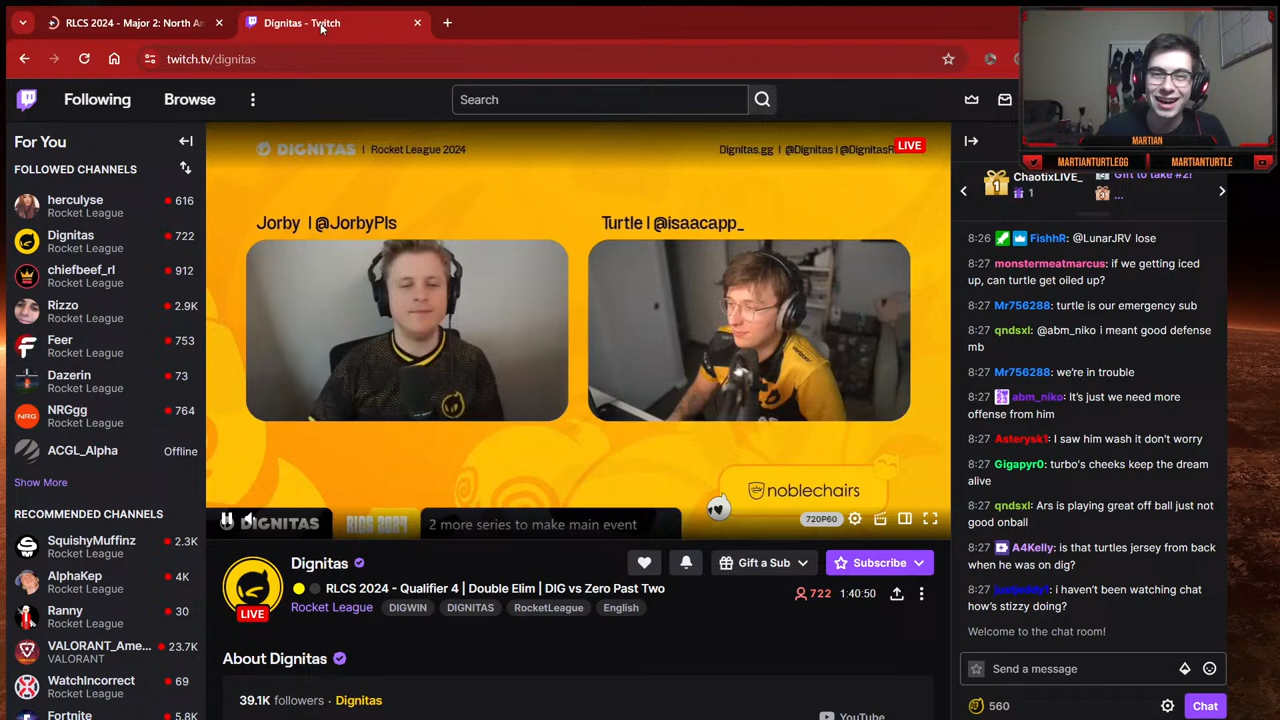 RLCS 2024 - Major 2: North An
Dignitas - Twitch
twitch.tv/dignitas
Following
Browse
Search
MARTIAN
MARTIANTURTLEGG
MARTIANTURTLE
For You
FOLLOWED CHANNELS
herculyse
616
Rocket League
Dignitas
722
Rocket League
chiefbeef_rl
912
Rocket League
Rizzo
2.9K
Rocket League
Feer
753
Rocket League
Dazerin
73
Rocket League
NRGgg
764
Rocket League
ACGL_Alpha
Offline
Show More
RECOMMENDED CHANNELS
SquishyMuffinz
2.3K
Rocket League
AlphaKep
4K
Rocket League
Ranny
30
Rocket League
VALORANT_Ame...
23.7K
VALORANT
WatchIncorrect
69
Rocket League
Fortnite
5.8K
DIGNITAS | Rocket League 2024
Dignitas.gg | @Dignitas | @DignitasR
LIVE
Jorby | @JorbyPls
Turtle | @isaacapp_
verizon
noblechairs
DIGNITAS
RLCS 2024
2 more series to make main event
720P60
Dignitas
Gift a Sub
Subscribe
RLCS 2024 - Qualifier 4 | Double Elim | DIG vs Zero Past Two
LIVE
Rocket League
DIGWIN
DIGNITAS
RocketLeague
English
722
1:40:50
About Dignitas
39.1K followers · Dignitas
YouTube
1
ChaotixLIVE_
1
Gift to take #2!
...
8:26 FishhR: @LunarJRV lose
8:27 monstermeatmarcus: if we getting iced
up, can turtle get oiled up?
8:27 Mr756288: turtle is our emergency sub
8:27 qndsxl: @abm_niko i meant good defense
mb
8:27 Mr756288: we're in trouble
8:27 abm_niko: It's just we need more
offense from him
8:27 Asterysk1: I saw him wash it don't worry
8:27 Gigapyr0: turbo's cheeks keep the dream
alive
8:27 qndsxl: Ars is playing great off ball just not
good onball
8:27 A4Kelly: is that turtles jersey from back
when he was on dig?
8:27 : i haven't been watching chat
how's stizzy doing?
Welcome to the chat room!
Send a message
560
Chat